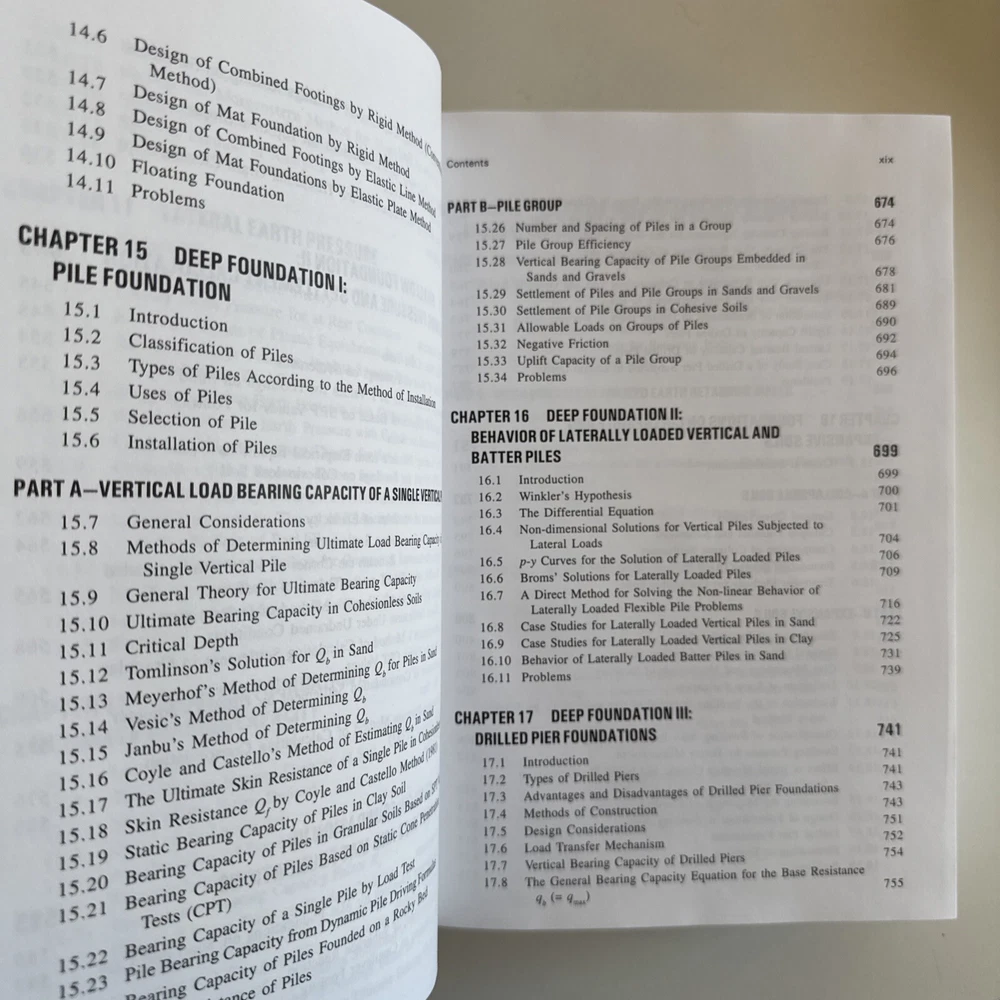 14.6 Design of Combined Footings by Rigid Method
Method)
14.7 Design of Mat Foundation by Rigid Method
14.8 Design of Combined Footings by Elastic Line Method
14.9 Design of Mat Foundations by Elastic Plate Method
14.10 Floating Foundation
14.11 Problems
CHAPTER 15 DEEP FOUNDATION I:
PILE FOUNDATION
15.1 Introduction
15.2 Classification of Piles
15.3 Types of Piles According to the Method of Installation
15.4 Uses of Piles
15.5 Selection of Pile
15.6 Installation of Piles
PART A—VERTICAL LOAD BEARING CAPACITY OF A SINGLE
15.7 General Considerations
15.8 Methods of Determining Ultimate Load Bearing Capacity
Single Vertical Pile
15.9 General Theory for Ultimate Bearing Capacity
15.10 Ultimate Bearing Capacity in Cohesionless Soils
15.11 Critical Depth
15.12 Tomlinson's Solution for Qb in Sand
15.13 Meyerhof's Method of Determining Qb for Piles in Sand
15.14 Vesic's Method of Determining Qb
15.15 Janbu's Method of Determining Qb
15.16 Coyle and Castello's Method of Estimating Qb in Sand
15.17 The Ultimate Skin Resistance of a Single Pile in
15.18 Skin Resistance Qf by Coyle and Castello Method
15.19 Static Bearing Capacity of Piles in Clay Soil
15.20 Bearing Capacity of Piles in Granular Soils Based on
15.21 Bearing Capacity of Piles Based on Static Cone
Tests (CPT)
15.22 Bearing Capacity of a Single Pile by Load Test
15.23 Pile Bearing Capacity from Dynamic Pile Driving Formulas
Bearing Capacity of Piles Founded on a Rocky Bed
of Piles
Contents xix
PART B—PILE GROUP 674
15.26 Number and Spacing of Piles in a Group 674
15.27 Pile Group Efficiency 676
15.28 Vertical Bearing Capacity of Pile Groups Embedded in
Sands and Gravels 678
15.29 Settlement of Piles and Pile Groups in Sands and Gravels 681
15.30 Settlement of Pile Groups in Cohesive Soils 689
15.31 Allowable Loads on Groups of Piles 690
15.32 Negative Friction 692
15.33 Uplift Capacity of a Pile Group 694
15.34 Problems 696
CHAPTER 16 DEEP FOUNDATION II:
BEHAVIOR OF LATERALLY LOADED VERTICAL AND
BATTER PILES 699
16.1 Introduction 699
16.2 Winkler's Hypothesis 700
16.3 The Differential Equation 701
16.4 Non-dimensional Solutions for Vertical Piles Subjected to
Lateral Loads 704
16.5 p-y Curves for the Solution of Laterally Loaded Piles 706
16.6 Broms' Solutions for Laterally Loaded Piles 709
16.7 A Direct Method for Solving the Non-linear Behavior of
Laterally Loaded Flexible Pile Problems 716
16.8 Case Studies for Laterally Loaded Vertical Piles in Sand 722
16.9 Case Studies for Laterally Loaded Vertical Piles in Clay 725
16.10 Behavior of Laterally Loaded Batter Piles in Sand 731
16.11 Problems 739
CHAPTER 17 DEEP FOUNDATION III:
DRILLED PIER FOUNDATIONS 741
17.1 Introduction 741
17.2 Types of Drilled Piers 741
17.3 Advantages and Disadvantages of Drilled Pier Foundations 743
17.4 Methods of Construction 743
17.5 Design Considerations 751
17.6 Load Transfer Mechanism 752
17.7 Vertical Bearing Capacity of Drilled Piers 754
17.8 The General Bearing Capacity Equation for the Base Resistance
qb (= qmax) 755